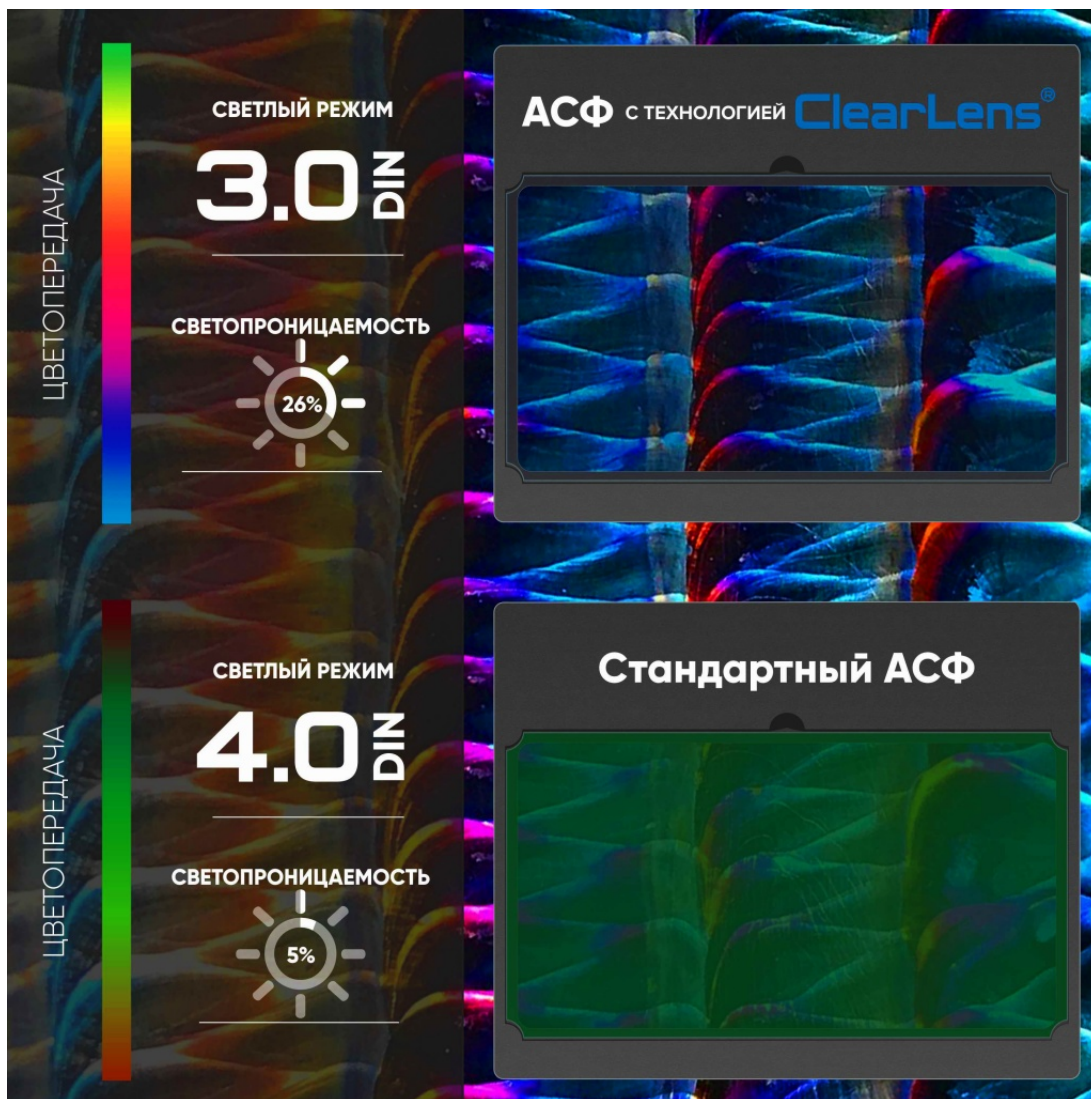 ЦВЕТОПЕРЕДАЧА
СВЕТЛЫЙ РЕЖИМ
3.0 DIN
СВЕТОПРОНИЦАЕМОСТЬ
26%
АСФ С ТЕХНОЛОГИЕЙ ClearLens®
ЦВЕТОПЕРЕДАЧА
СВЕТЛЫЙ РЕЖИМ
4.0 DIN
СВЕТОПРОНИЦАЕМОСТЬ
5%
Стандартный АСФ